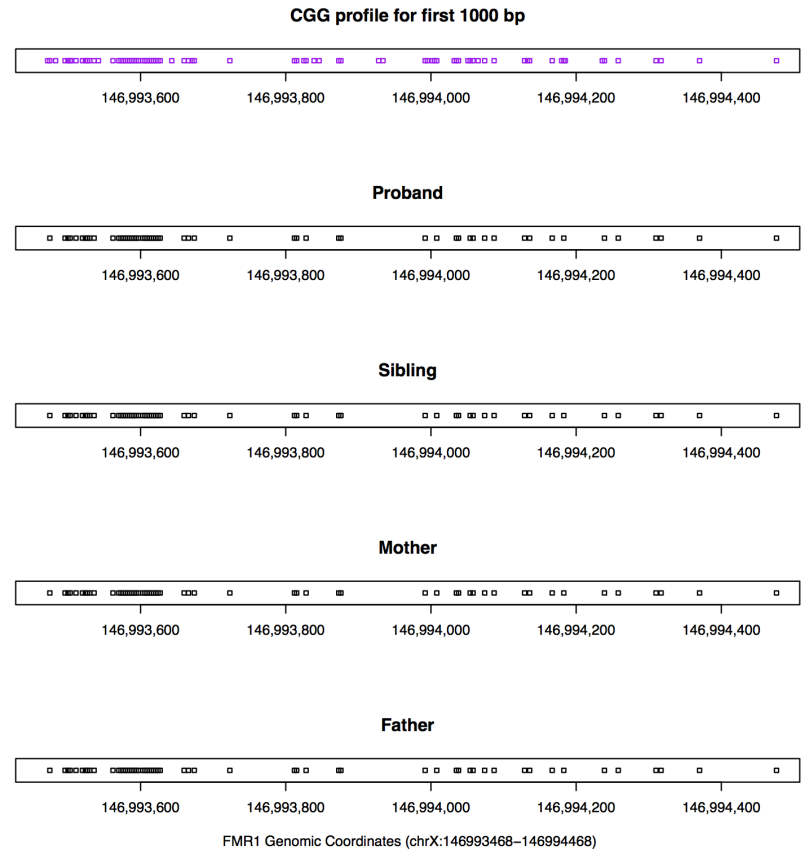 CGG profile for first 1000 bp
146,993,600 146,993,800 146,994,000 146,994,200 146,994,400
Proband
146,993,600 146,993,800 146,994,000 146,994,200 146,994,400
Sibling
146,993,600 146,993,800 146,994,000 146,994,200 146,994,400
Mother
146,993,600 146,993,800 146,994,000 146,994,200 146,994,400
Father
146,993,600 146,993,800 146,994,000 146,994,200 146,994,400
FMR1 Genomic Coordinates (chrX:146993468−146994468)